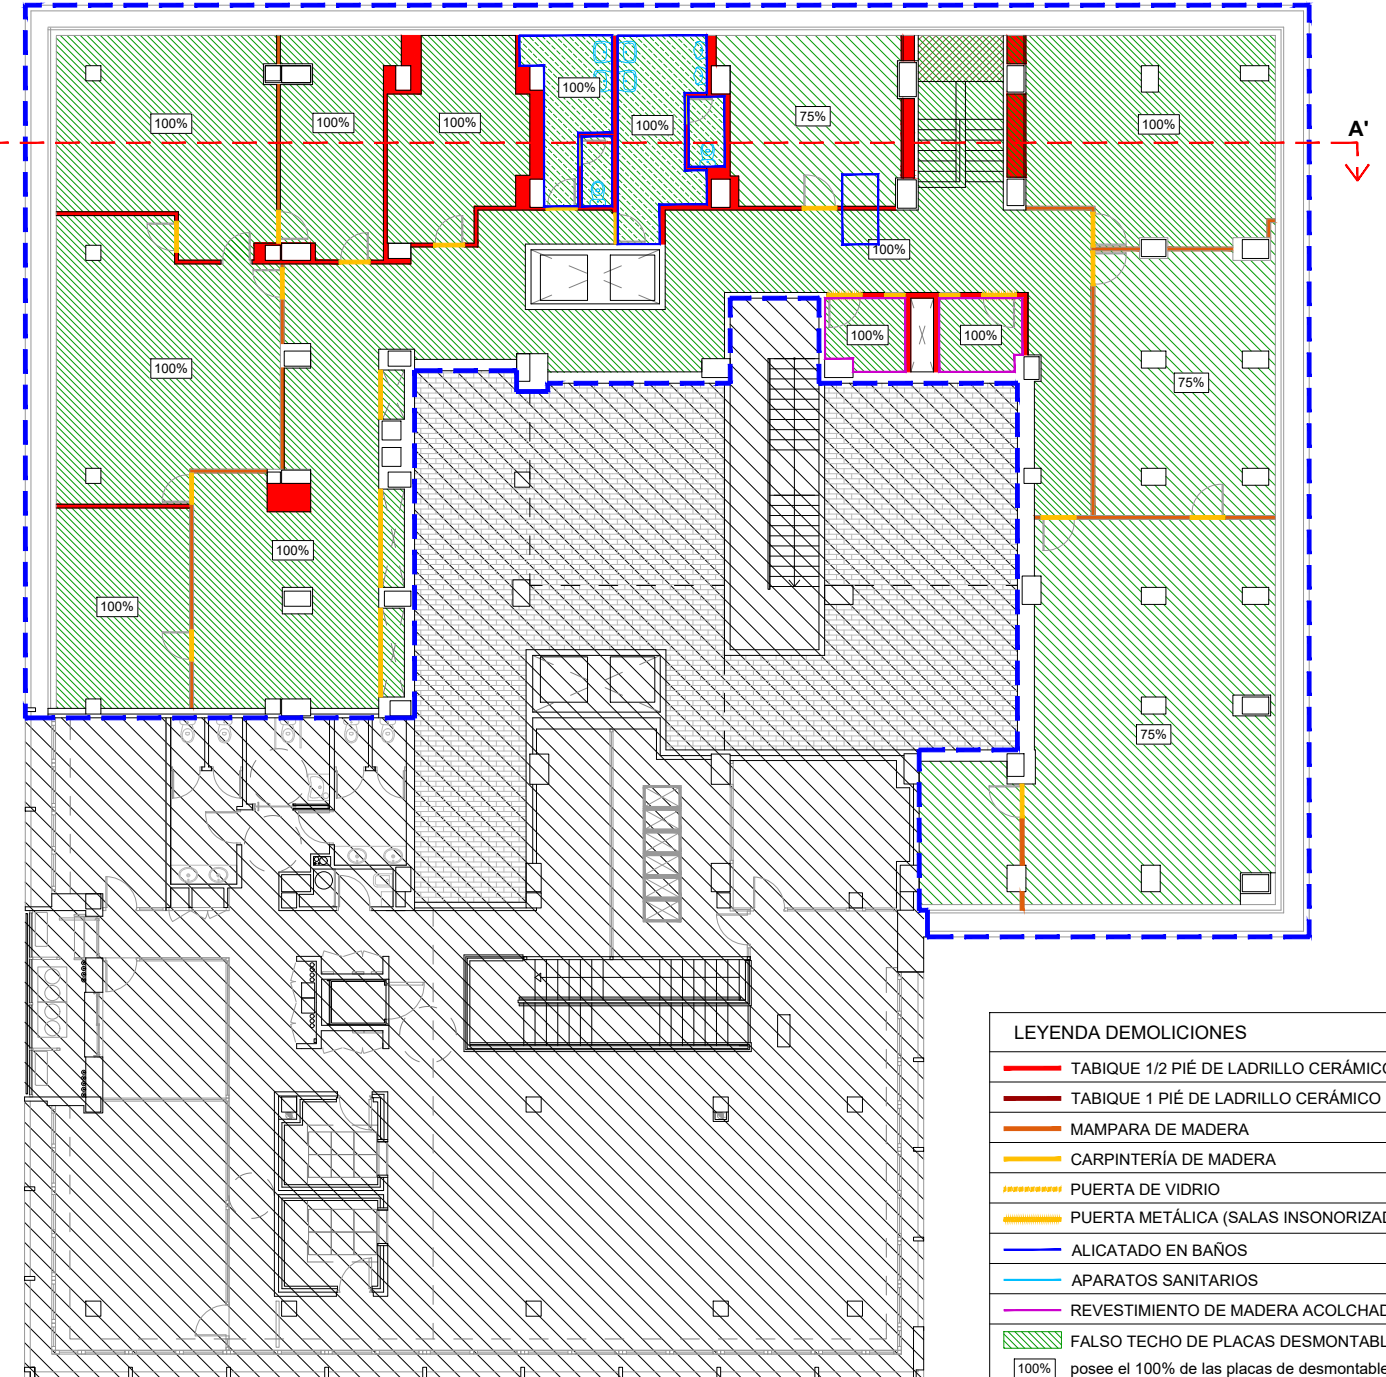 100%
100%
100%
100%
100%
75%
100%
A'
100%
100%
100%
100%
75%
100%
100%
75%
LEYENDA DEMOLICIONES
TABIQUE 1/2 PIÉ DE LADRILLO CERÁMICO
TABIQUE 1 PIÉ DE LADRILLO CERÁMICO
MAMPARA DE MADERA
CARPINTERÍA DE MADERA
PUERTA DE VIDRIO
PUERTA METÁLICA (SALAS INSONORIZAD
ALICATADO EN BAÑOS
APARATOS SANITARIOS
REVESTIMIENTO DE MADERA ACOLCHAD
FALSO TECHO DE PLACAS DESMONTABL
100% posee el 100% de las placas de desmontable